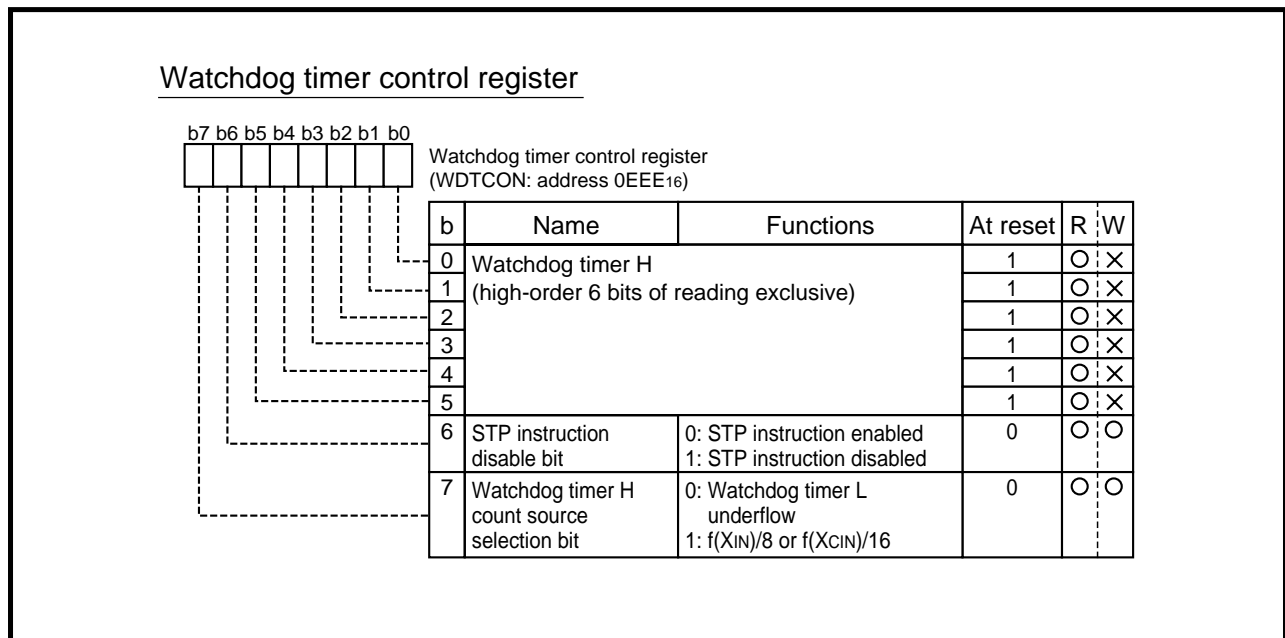 Watchdog timer control register
b7 b6 b5 b4 b3 b2 b1 b0
Watchdog timer control register
(WDTCON: address 0EEE16)
b Name Functions At reset R W
0 Watchdog timer H 1 O ×
1 (high-order 6 bits of reading exclusive) 1 O ×
2 1 O ×
3 1 O ×
4 1 O ×
5 1 O ×
6 STP instruction 0: STP instruction enabled 0 O O
disable bit 1: STP instruction disabled
7 Watchdog timer H 0: Watchdog timer L 0 O O
count source underflow
selection bit 1: f(XIN)/8 or f(XCIN)/16